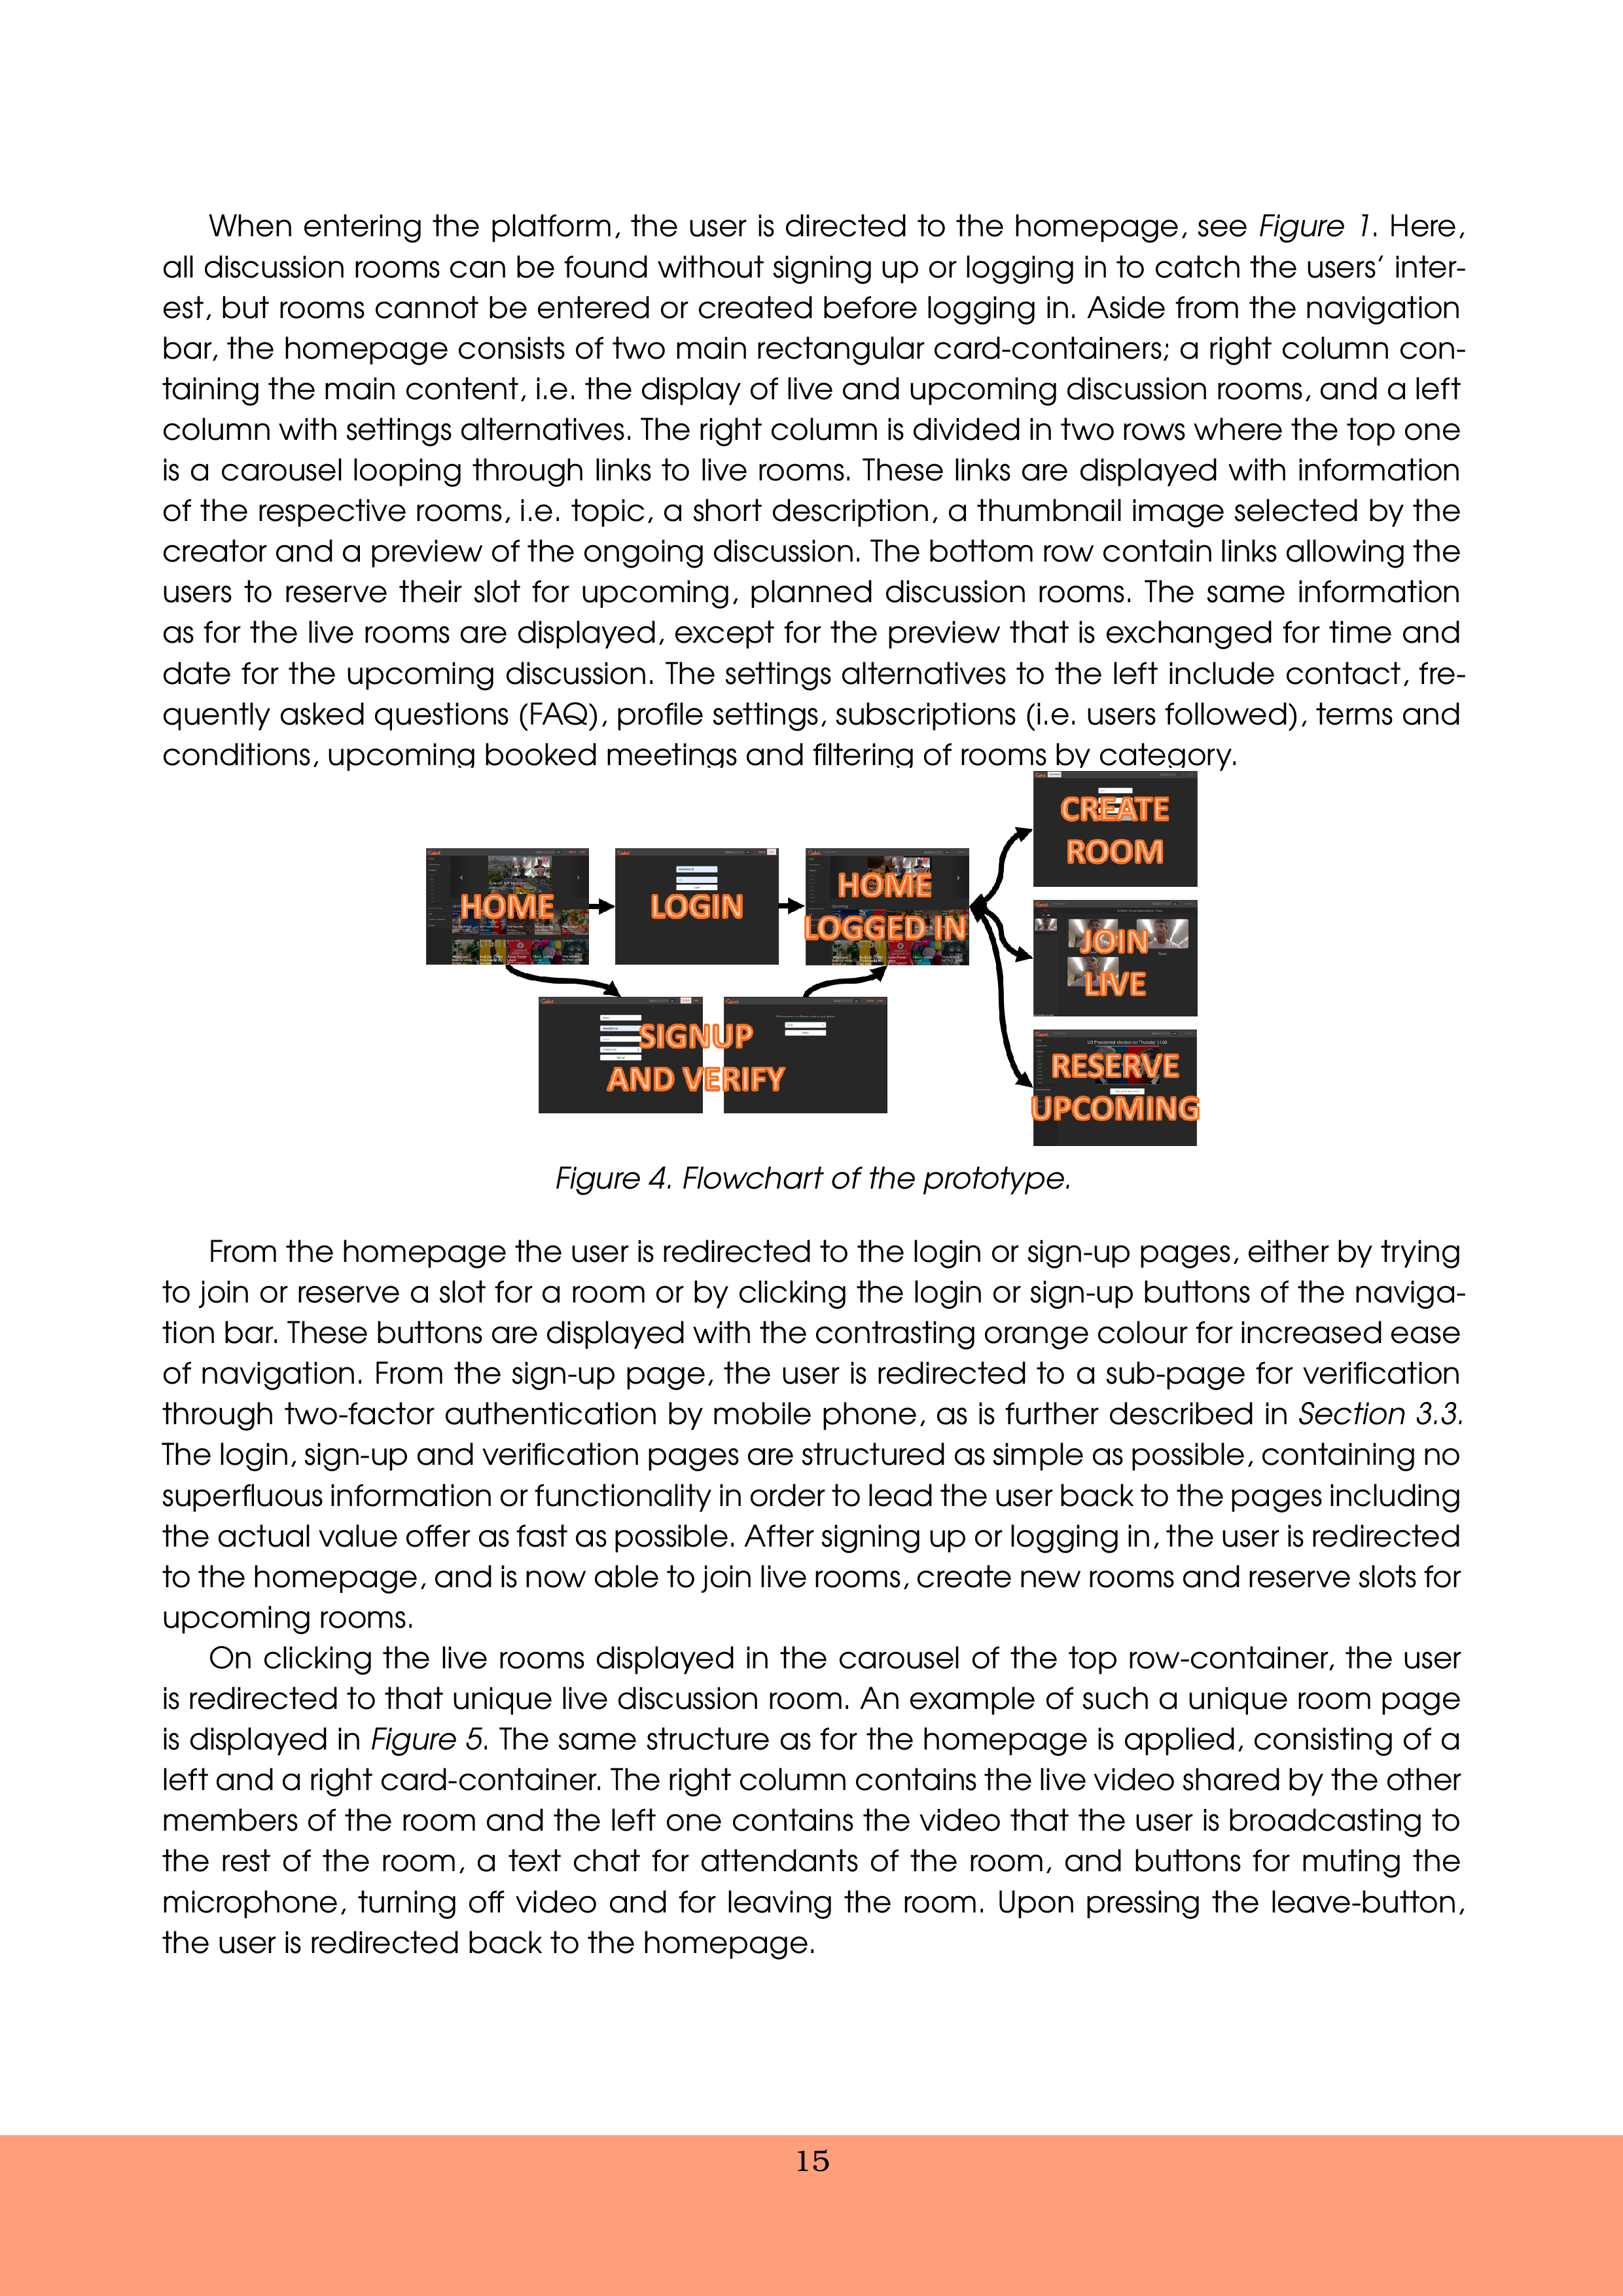 When entering the platform, the user is directed to the homepage, see Figure 1. Here,
all discussion rooms can be found without signing up or logging in to catch the users’ inter-
est, but rooms cannot be entered or created before logging in. Aside from the navigation
bar, the homepage consists of two main rectangular card-containers; a right column con-
taining the main content, i.e. the display of live and upcoming discussion rooms, and a left
column with settings alternatives. The right column is divided in two rows where the top one
is a carousel looping through links to live rooms. These links are displayed with information
of the respective rooms, i.e. topic, a short description, a thumbnail image selected by the
creator and a preview of the ongoing discussion. The bottom row contain links allowing the
users to reserve their slot for upcoming, planned discussion rooms. The same information
as for the live rooms are displayed, except for the preview that is exchanged for time and
date for the upcoming discussion. The settings alternatives to the left include contact, fre-
quently asked questions (FAQ), profile settings, subscriptions (i.e. users followed), terms and
conditions, upcoming booked meetings and filtering of rooms by category.
HOME
LOGIN
HOME
LOGGED IN
CREATE
ROOM
JOIN
LIVE
SIGNUP
AND VERIFY
US Presidential election on Thursday 21:00
RESERVE
UPCOMING
Figure 4. Flowchart of the prototype.
From the homepage the user is redirected to the login or sign-up pages, either by trying
to join or reserve a slot for a room or by clicking the login or sign-up buttons of the naviga-
tion bar. These buttons are displayed with the contrasting orange colour for increased ease
of navigation. From the sign-up page, the user is redirected to a sub-page for verification
through two-factor authentication by mobile phone, as is further described in Section 3.3.
The login, sign-up and verification pages are structured as simple as possible, containing no
superfluous information or functionality in order to lead the user back to the pages including
the actual value offer as fast as possible. After signing up or logging in, the user is redirected
to the homepage, and is now able to join live rooms, create new rooms and reserve slots for
upcoming rooms.
On clicking the live rooms displayed in the carousel of the top row-container, the user
is redirected to that unique live discussion room. An example of such a unique room page
is displayed in Figure 5. The same structure as for the homepage is applied, consisting of a
left and a right card-container. The right column contains the live video shared by the other
members of the room and the left one contains the video that the user is broadcasting to
the rest of the room, a text chat for attendants of the room, and buttons for muting the
microphone, turning off video and for leaving the room. Upon pressing the leave-button,
the user is redirected back to the homepage.
15